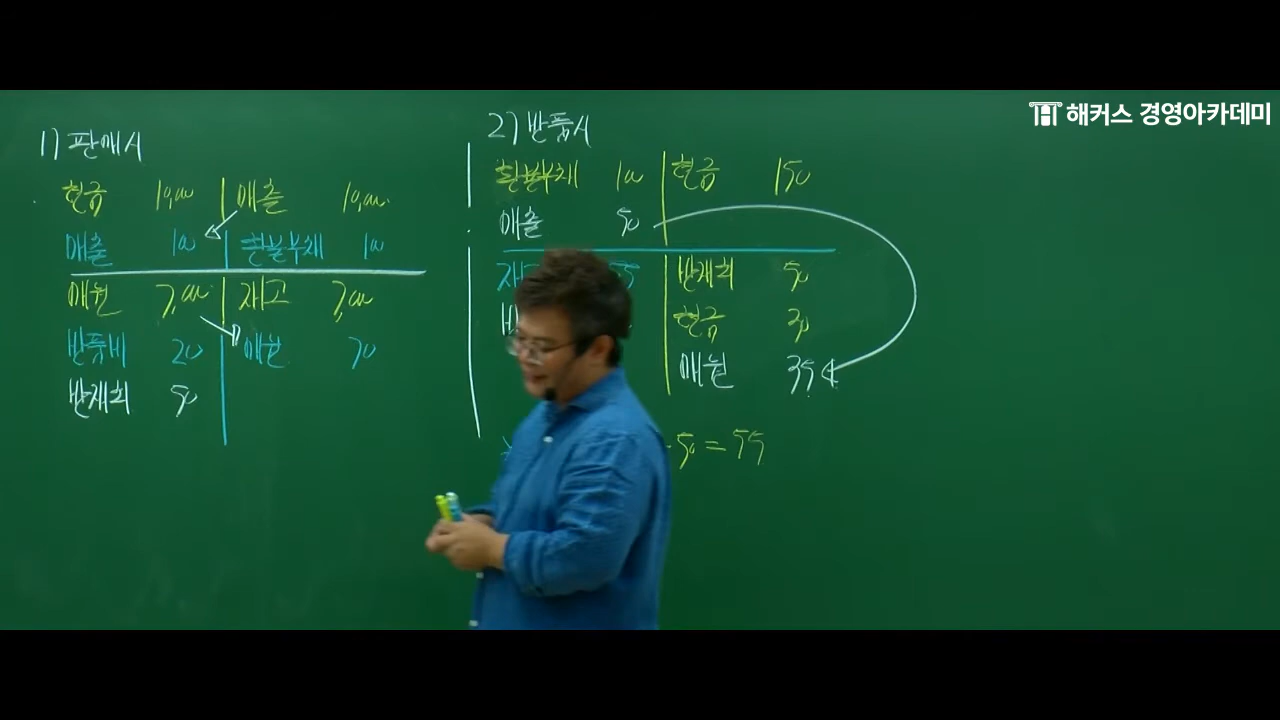 해커스 경영아카데미
1) 판매시
현금 10,000 매출 10,000
매출 100 환불부채 100
매원 7,000 재고 7,000
반품비 20 매원 70
반재회 50
2) 반품시
환불부채 100 현금 150
매출 50
55 반재회 50
현금 30
매원 35
50 = 55